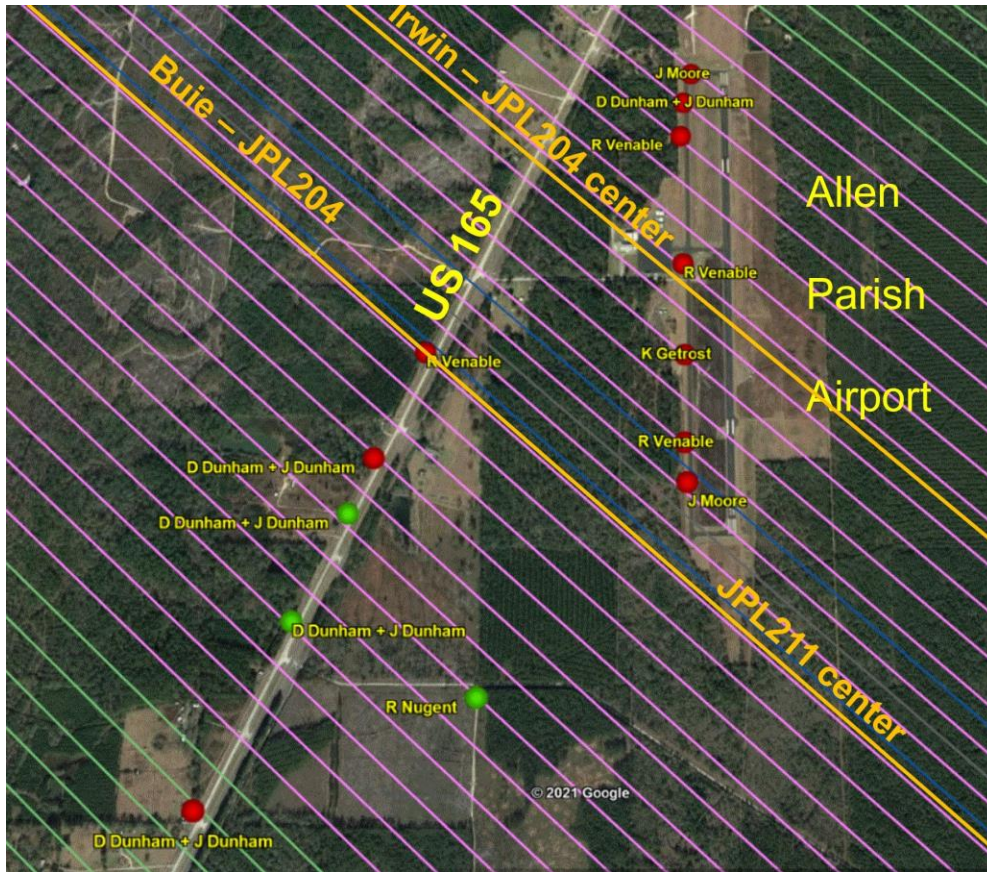 Irwin – JPL204 center
Buie – JPL204
US 165
J Moore
D Dunham + J Dunham
R Venable
Allen
R Venable
Parish
K Getrost
R Venable
Airport
R Venable
J Moore
D Dunham + J Dunham
D Dunham + J Dunham
D Dunham + J Dunham
JPL211 center
R Nugent
© 2021 Google
D Dunham + J Dunham